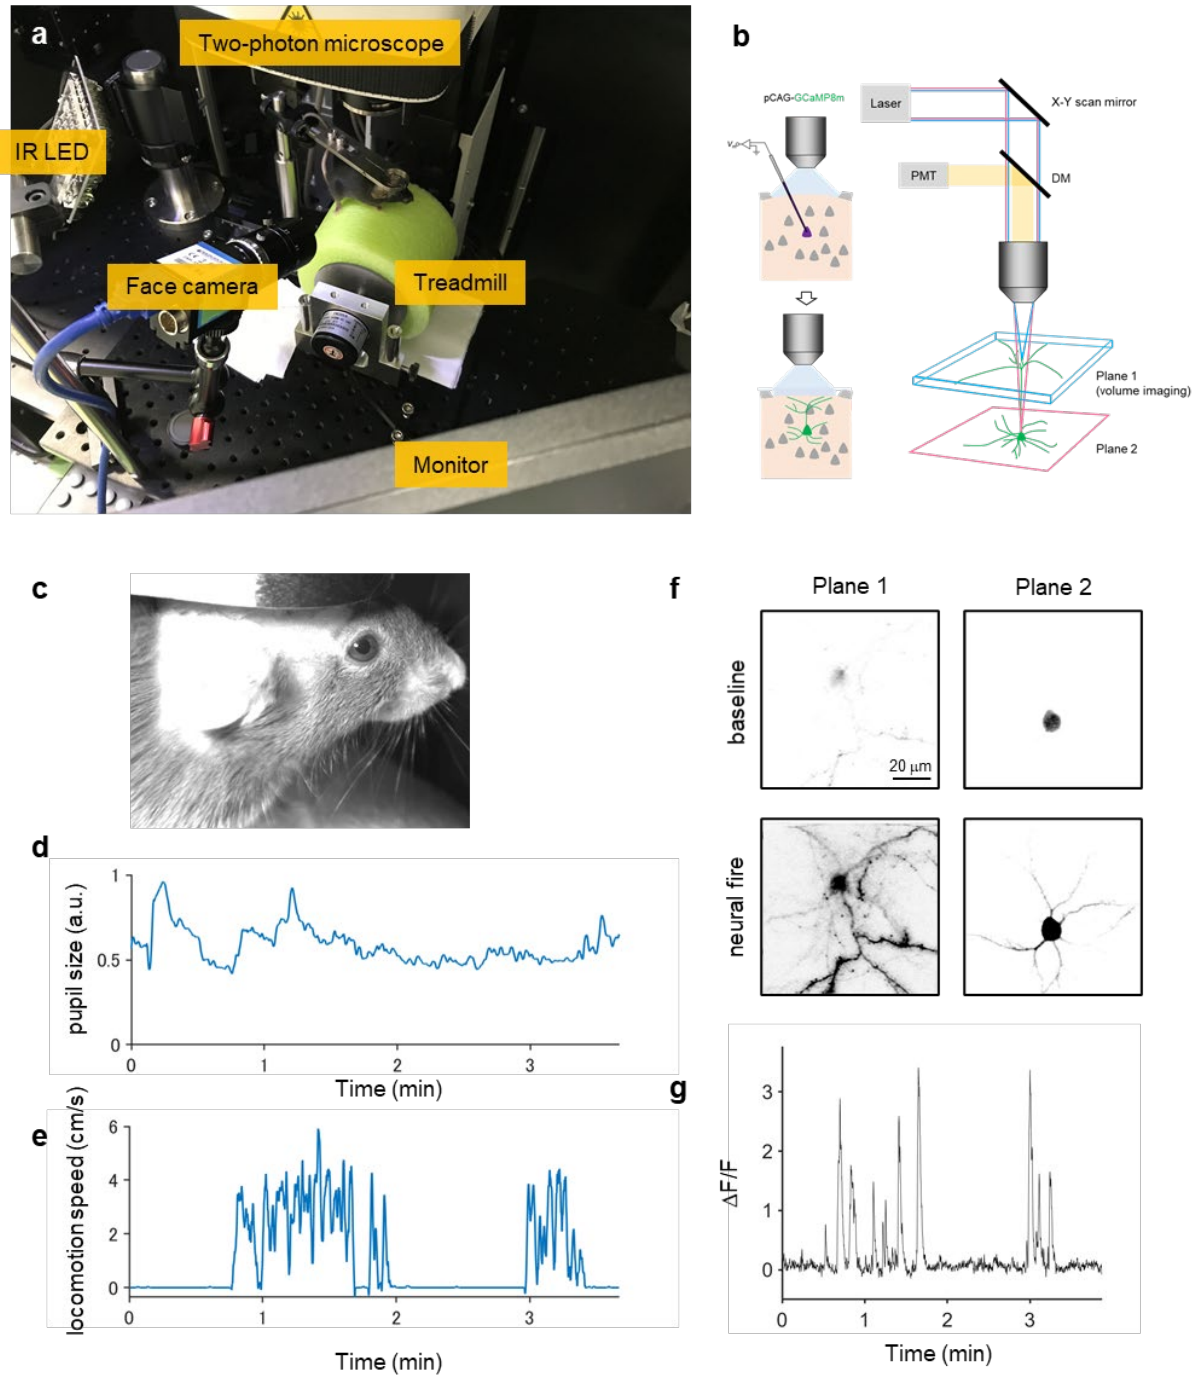 a
Two-photon microscope
IR LED
Face camera
Treadmill
Monitor
b
pCAG-GCaMP8m
Laser
X-Y scan mirror
PMT
DM
Plane 1
(volume imaging)
Plane 2
c
d
pupil size (a.u.)
1
0.5
0
0
1
2
3
Time (min)
e
locomotion speed (cm/s)
6
4
2
0
0
1
2
3
Time (min)
f
Plane 1
Plane 2
baseline
20 μm
neural fire
g
ΔF/F
3
2
1
0
0
1
2
3
Time (min)